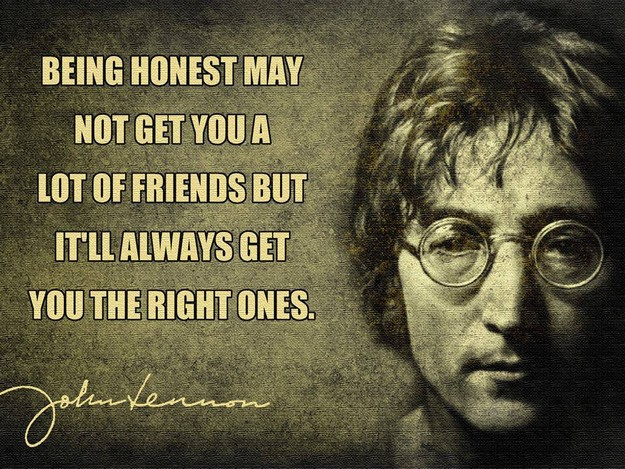 BEING HONEST MAY
NOT GET YOU A
LOT OF FRIENDS BUT
IT'LL ALWAYS GET
YOU THE RIGHT ONES.
John Lennon